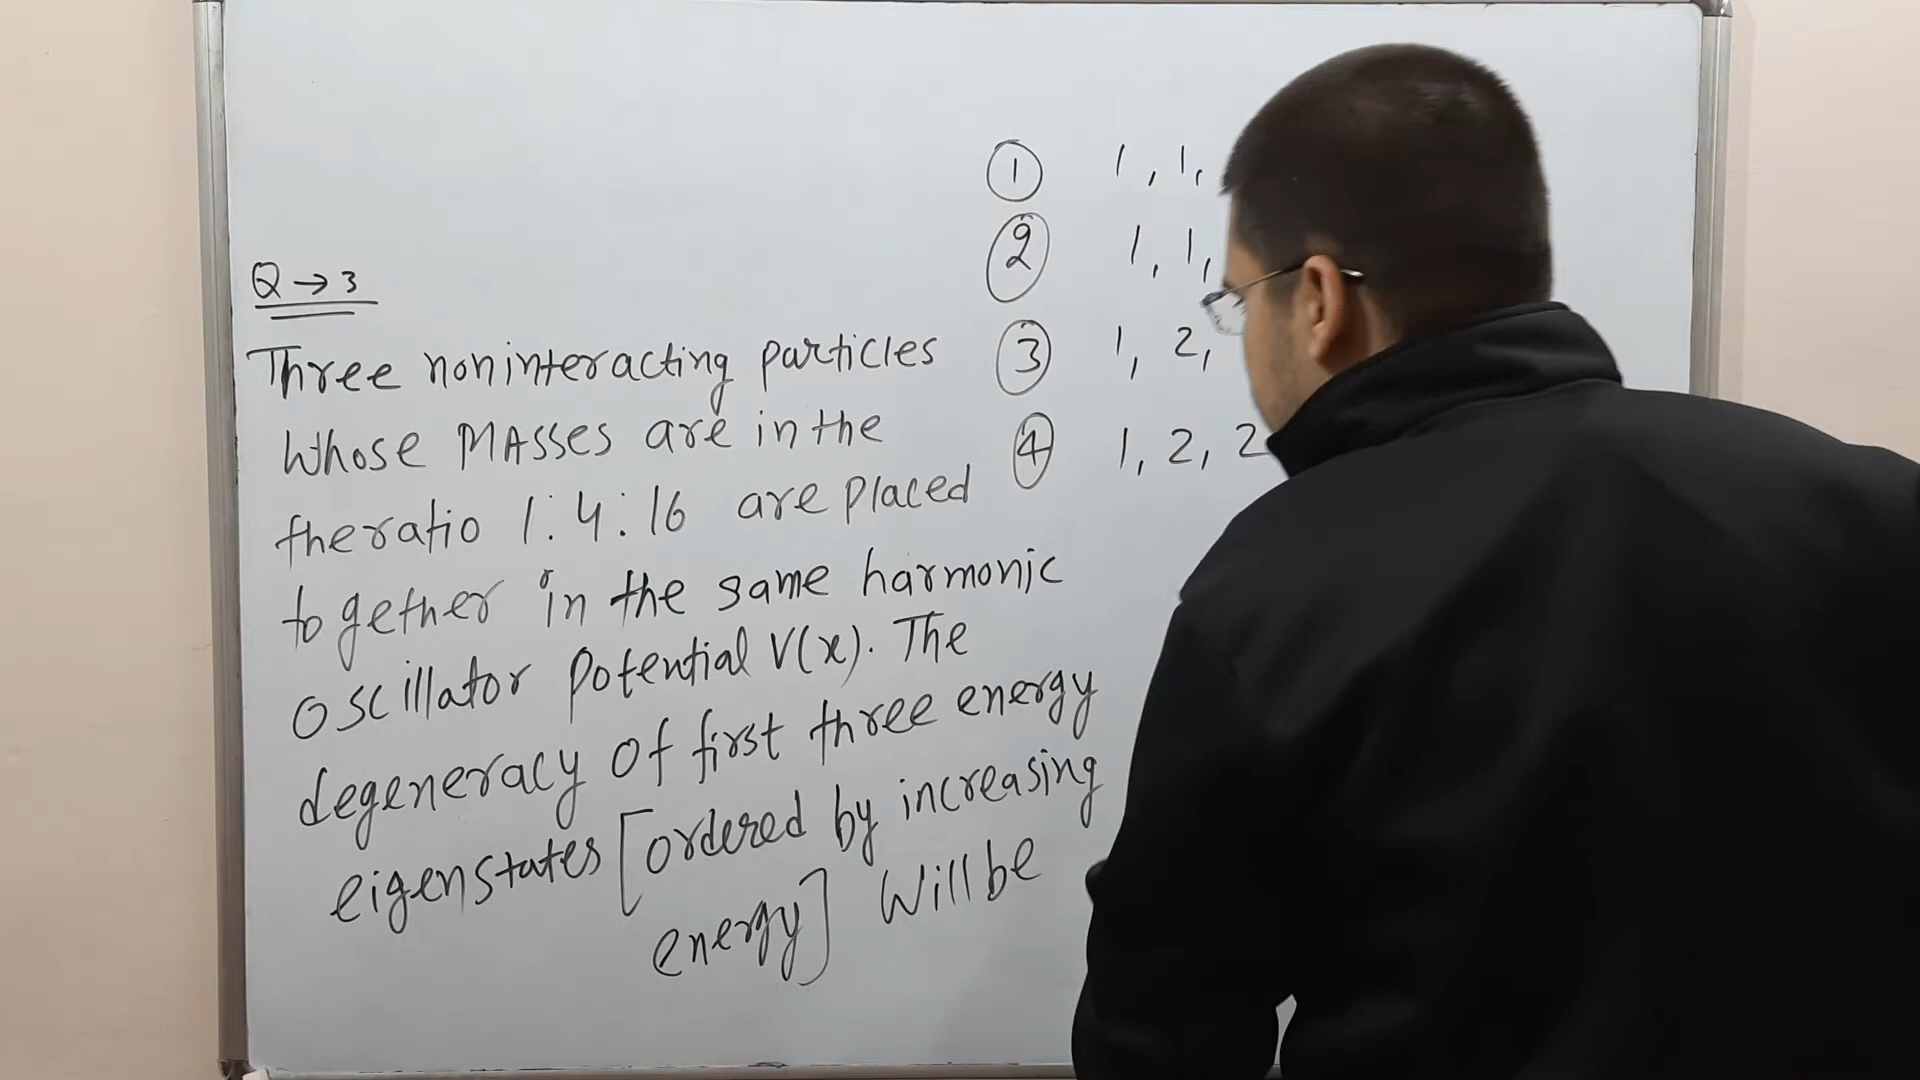 Q → 3
Three noninteracting particles
whose MASSES are in the
the ratio 1:4:16 are placed
together in the same harmonic
oscillator potential V(x). The
degeneracy of first three energy
eigenstates [ordered by increasing
energy] will be
① 1, 1,
② 1, 1,
③ 1, 2,
④ 1, 2, 2